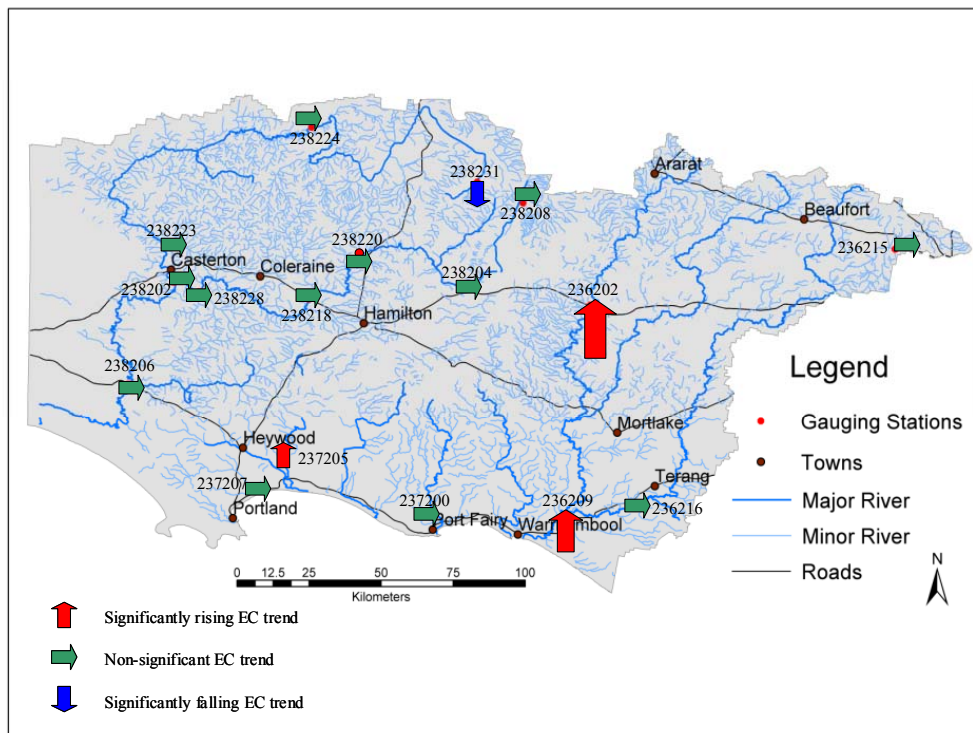 238224
Ararat
238231
238208
Beaufort
238223
238220
236215
Casterton
Coleraine
238204
238202
238228
236202
238218
Hamilton
238206
Legend
Gauging Stations
Mortlake
Heywood
237205
Towns
Terang
237207
237200
236209
Major River
Portland
Port Fairy
Warrnambool
236216
Minor River
Roads
N
0 12.5 25 50 75 100
Kilometers
Significantly rising EC trend
Non-significant EC trend
Significantly falling EC trend